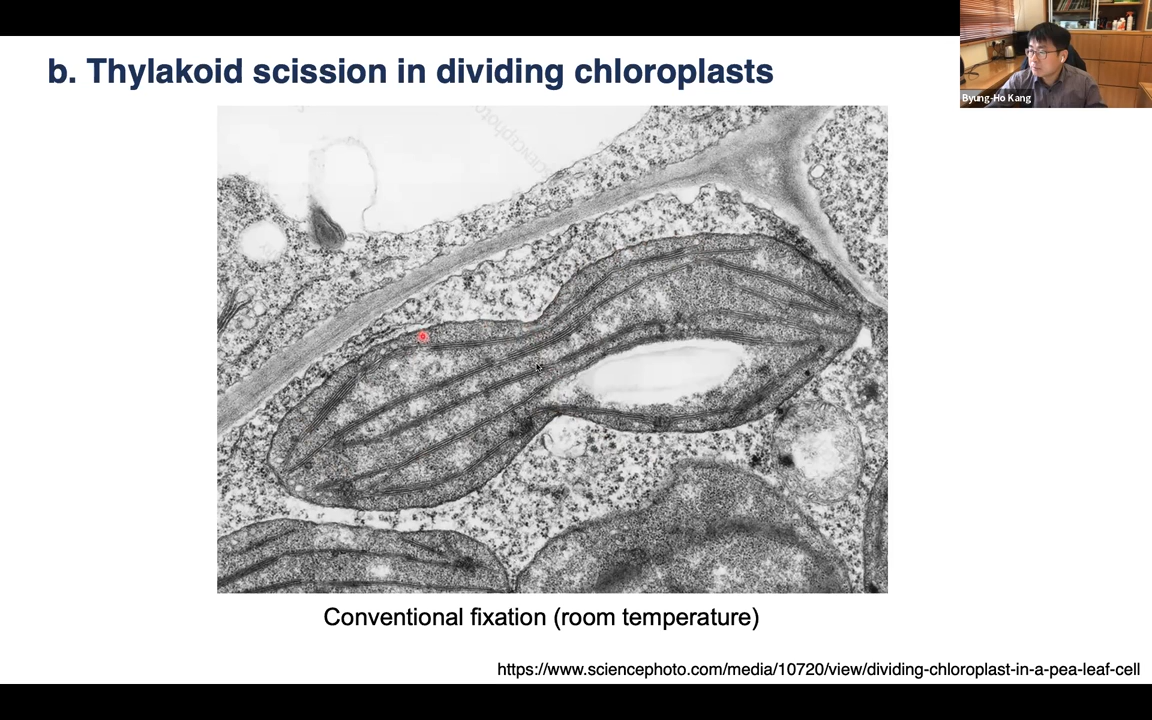 b. Thylakoid scission in dividing chloroplasts
Byung-Ho Kang
Conventional fixation (room temperature)
https://www.sciencephoto.com/media/10720/view/dividing-chloroplast-in-a-pea-leaf-cell